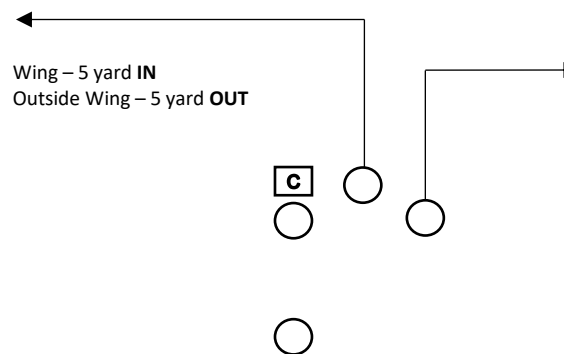 Wing – 5 yard IN
Outside Wing – 5 yard OUT
C